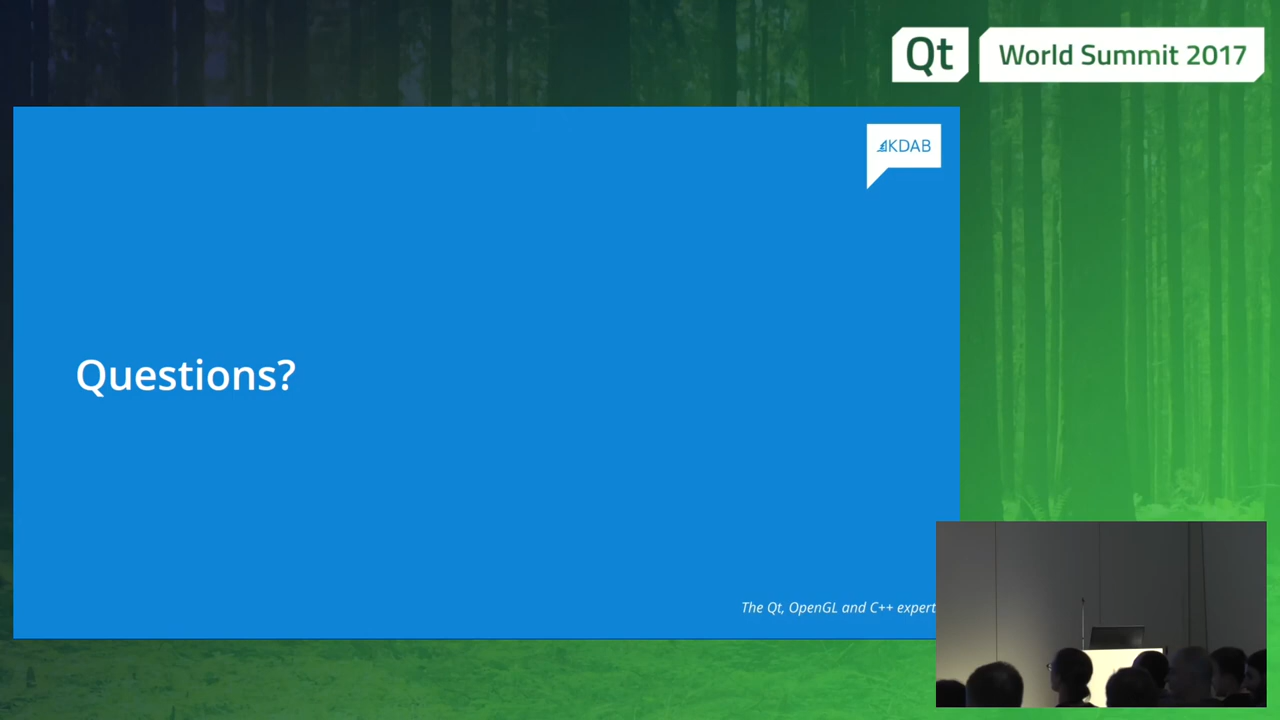 Qt World Summit 2017
KDAB
Questions?
The Qt, OpenGL and C++ expert